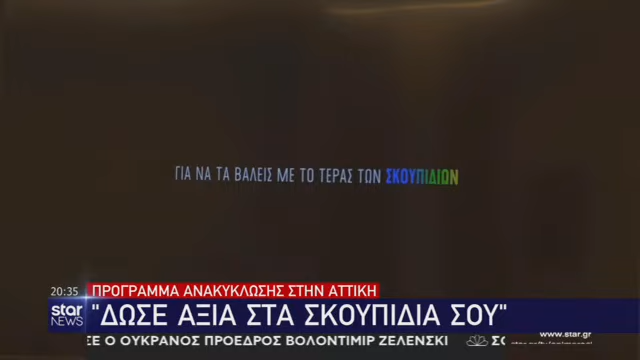 ΓΙΑ ΝΑ ΤΑ ΒΑΛΕΙΣ ΜΕ ΤΟ ΤΕΡΑΣ ΤΩΝ ΣΚΟΥΠΙΔΙΩΝ
20:35 ΠΡΟΓΡΑΜΜΑ ΑΝΑΚΥΚΛΩΣΗΣ ΣΤΗΝ ΑΤΤΙΚΗ
star NEWS
"ΔΩΣΕ ΑΞΙΑ ΣΤΑ ΣΚΟΥΠΙΔΙΑ ΣΟΥ"
www.star.gr
Ο ΟΥΚΡΑΝΟΣ ΠΡΟΕΔΡΟΣ ΒΟΛΟΝΤΙΜΙΡ ΖΕΛΕΝΣΚΙ